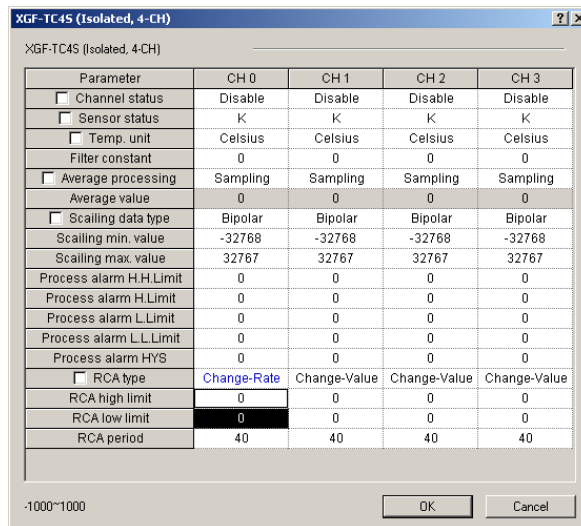 XGF-TC4S (Isolated, 4-CH)
XGF-TC4S (Isolated, 4-CH)
Parameter CH 0 CH 1 CH 2 CH 3
Channel status Disable Disable Disable Disable
Sensor status K K K K
Temp. unit Celsius Celsius Celsius Celsius
Filter constant 0 0 0 0
Average processing Sampling Sampling Sampling Sampling
Average value 0 0 0 0
Scailing data type Bipolar Bipolar Bipolar Bipolar
Scailing min. value -32768 -32768 -32768 -32768
Scailing max. value 32767 32767 32767 32767
Process alarm H.H.Limit 0 0 0 0
Process alarm H.Limit 0 0 0 0
Process alarm L.Limit 0 0 0 0
Process alarm L.L.Limit 0 0 0 0
Process alarm HYS 0 0 0 0
RCA type Change-Rate Change-Value Change-Value Change-Value
RCA high limit 0 0 0 0
RCA low limit 0 0 0 0
RCA period 40 40 40 40
-1000~1000 OK Cancel